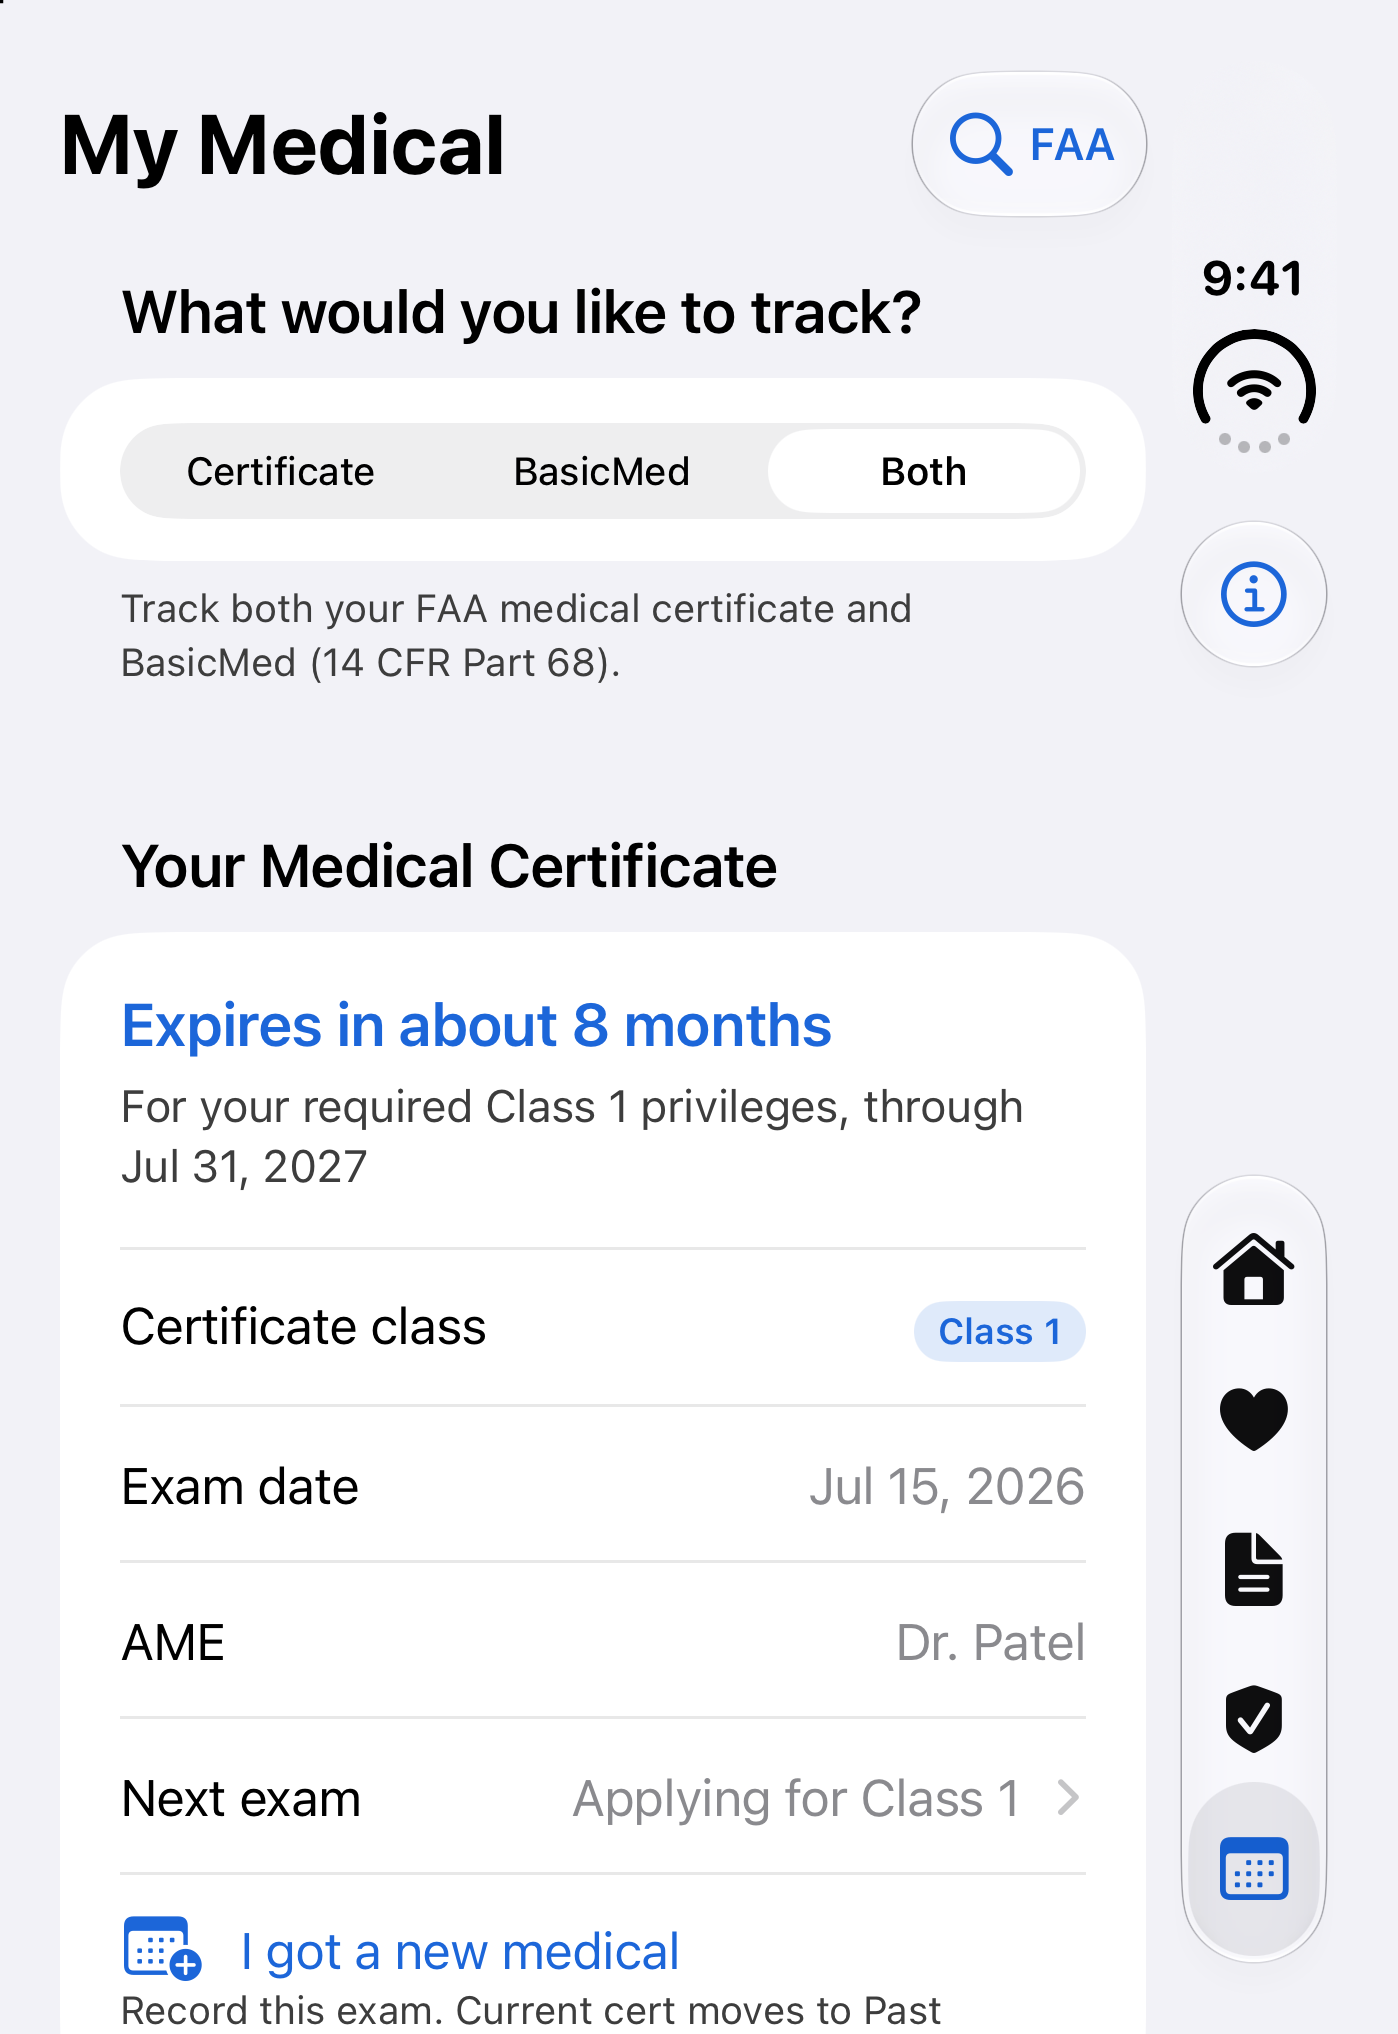 My Medical
FAA
9:41
What would you like to track?
Certificate
BasicMed
Both
Track both your FAA medical certificate and
BasicMed (14 CFR Part 68).
Your Medical Certificate
Expires in about 8 months
For your required Class 1 privileges, through
Jul 31, 2027
Certificate class
Class 1
Exam date
Jul 15, 2026
AME
Dr. Patel
Next exam
Applying for Class 1
I got a new medical
Record this exam. Current cert moves to Past